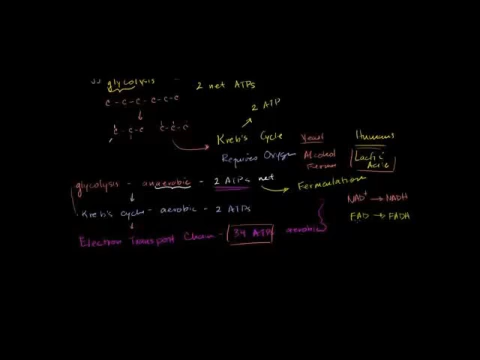 glycolysis - 2 net ATPs
C-C-C-C-C-C
2 ATP
C-C-C C-C-C
Kreb's Cycle Yeast Humans
Requires Oxygen Alcohol Lactic
Ferment Acid
glycolysis - anaerobic - 2 ATPs net
Fermentation
NAD+ → NADH
Kreb's cycle - aerobic - 2 ATPs
FAD → FADH
Electron Transport Chain - 34 ATPs aerobic